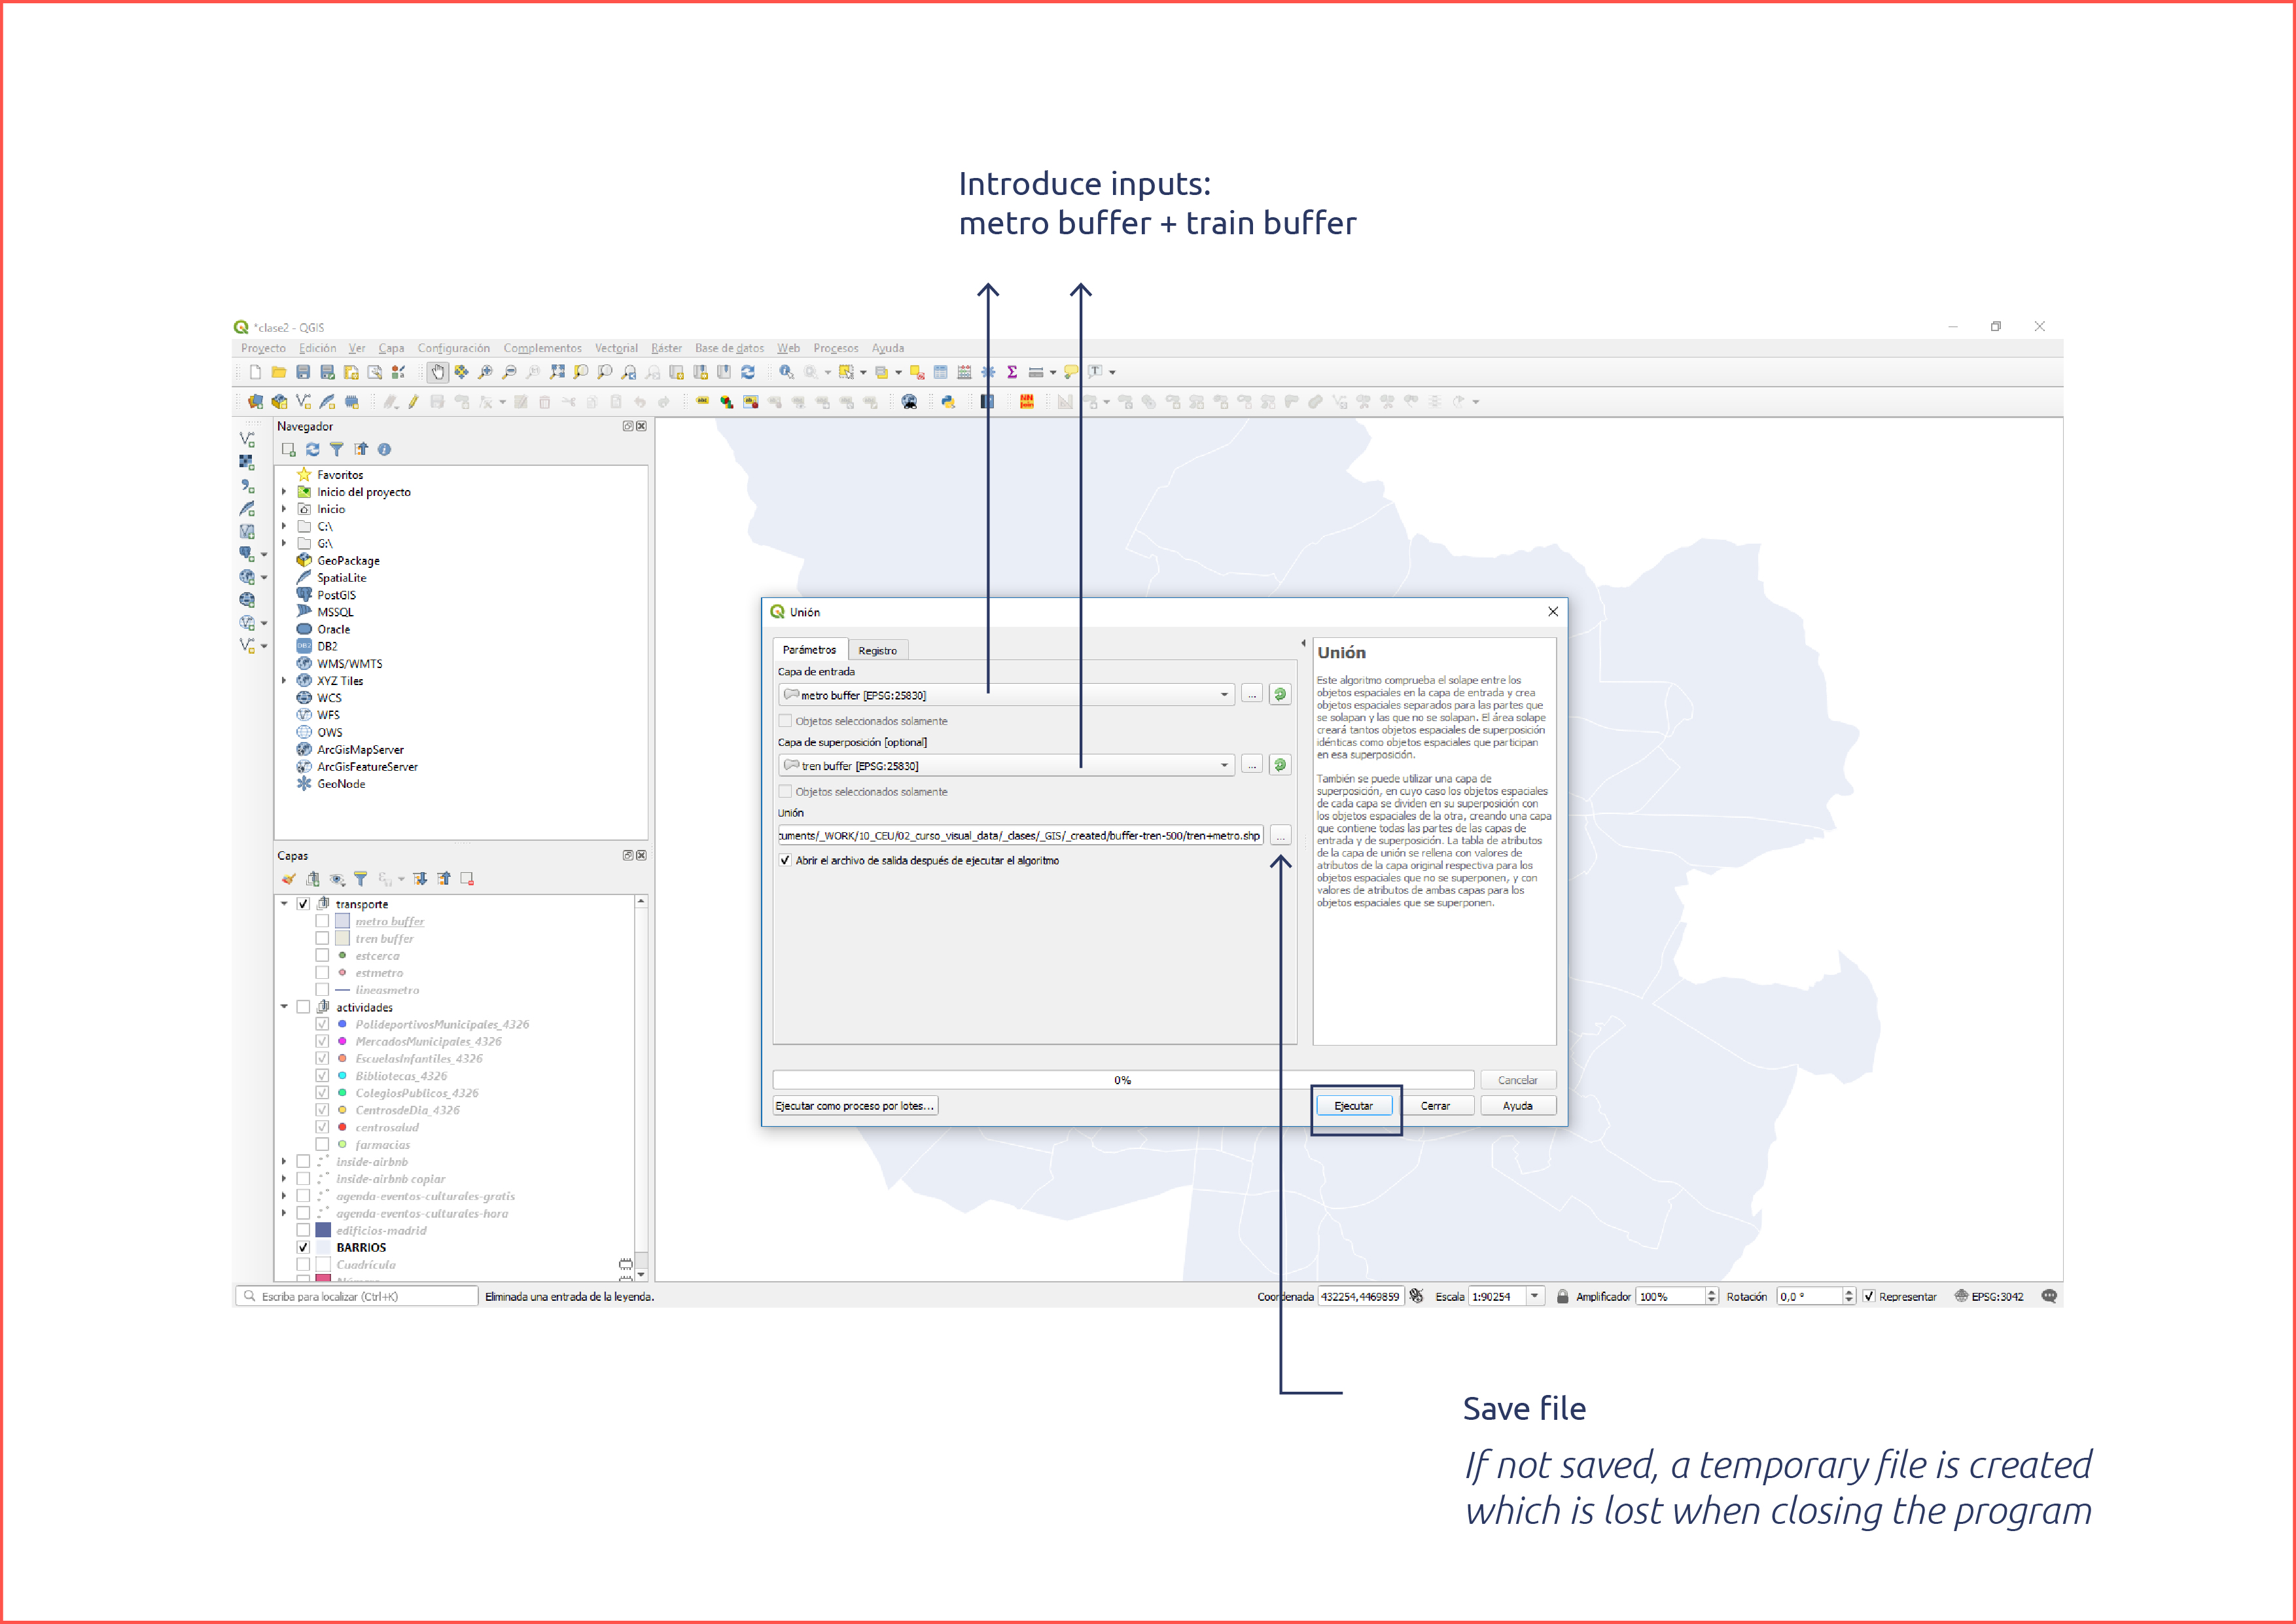 Introduce inputs:
metro buffer + train buffer
*clase2 - QGIS
Proyecto Edición Ver Capa Configuración Complementos Vectorial Ráster Base de datos Web Procesos Ayuda
Navegador
Favoritos
Inicio del proyecto
Inicio
C:\
G:\
GeoPackage
SpatiaLite
PostGIS
MSSQL
Oracle
DB2
WMS/WMTS
XYZ Tiles
WCS
WFS
OWS
ArcGisMapServer
ArcGisFeatureServer
GeoNode
Capas
transporte
metro buffer
tren buffer
estcerca
estmetro
lineasmetro
actividades
PolideportivosMunicipales_4326
MercadosMunicipales_4326
EscuelasInfantiles_4326
Bibliotecas_4326
ColegiosPublicos_4326
CentrosdeDia_4326
centrosalud
farmacias
inside-airbnb
inside-airbnb copiar
agenda-eventos-culturales-gratis
agenda-eventos-culturales-hora
edificios-madrid
BARRIOS
Cuadrícula
Unión
Parámetros Registro
Capa de entrada
metro buffer [EPSG:25830]
...
Objetos seleccionados solamente
Capa de superposición [optional]
tren buffer [EPSG:25830]
...
Objetos seleccionados solamente
Unión
cuments/_WORK/10_CEU/02_curso_visual_data/_clases/_GIS/_created/buffer-tren-500/tren+metro.shp
...
Abrir el archivo de salida después de ejecutar el algoritmo
Unión
Este algoritmo comprueba el solape entre los
objetos espaciales en la capa de entrada y crea
objetos espaciales separados para las partes que
se solapan y las que no se solapan. El área solape
creará tantos objetos espaciales de superposición
idénticas como objetos espaciales que participan
en esa superposición.
También se puede utilizar una capa de
superposición, en cuyo caso los objetos espaciales
de cada capa se dividen en su superposición con
los objetos espaciales de la otra, creando una capa
que contiene todas las partes de las capas de
entrada y de superposición. La tabla de atributos
de la capa de unión se rellena con valores de
atributos de la capa original respectiva para los
objetos espaciales que no se superponen, y con
valores de atributos de ambas capas para los
objetos espaciales que se superponen.
0%
Cancelar
Ejecutar como proceso por lotes...
Ejecutar
Cerrar
Ayuda
Escriba para localizar (Ctrl+K)
Eliminada una entrada de la leyenda.
Coordenada 432254,4469859
Escala 1:90254
Amplificador 100%
Rotación 0,0 °
Representar
EPSG:3042
Save file
If not saved, a temporary file is created
which is lost when closing the program